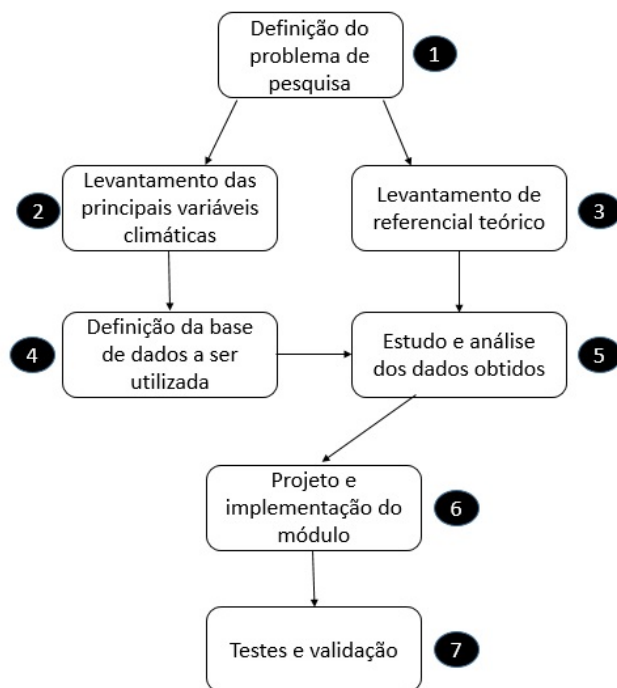 Definição do
problema de
pesquisa
1
2
Levantamento das
principais variáveis
climáticas
Levantamento de
referencial teórico
3
4
Definição da base
de dados a ser
utilizada
Estudo e análise
dos dados obtidos
5
Projeto e
implementação do
módulo
6
Testes e validação
7